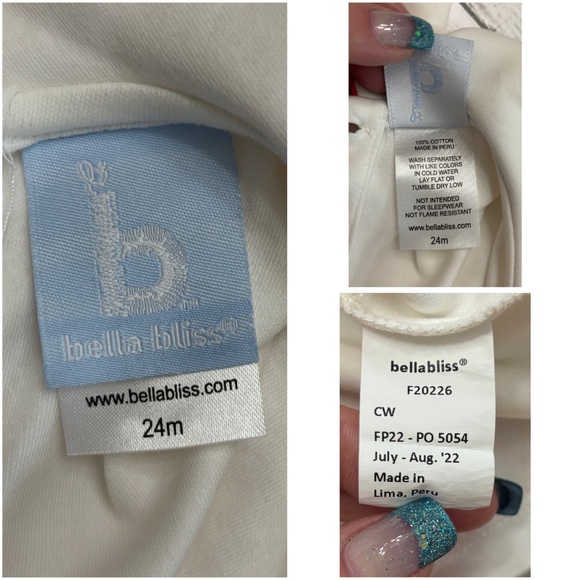 b
bella bliss®
www.bellabliss.com
24m
100% COTTON
MADE IN PERU
WASH SEPARATELY
WITH LIKE COLORS
IN COLD WATER
LAY FLAT OR
TUMBLE DRY LOW
NOT INTENDED
FOR SLEEPWEAR
NOT FLAME RESISTANT
www.bellabliss.com
24m
bellabliss®
F20226
CW
FP22 - PO 5054
July - Aug. '22
Made in
Lima, Peru